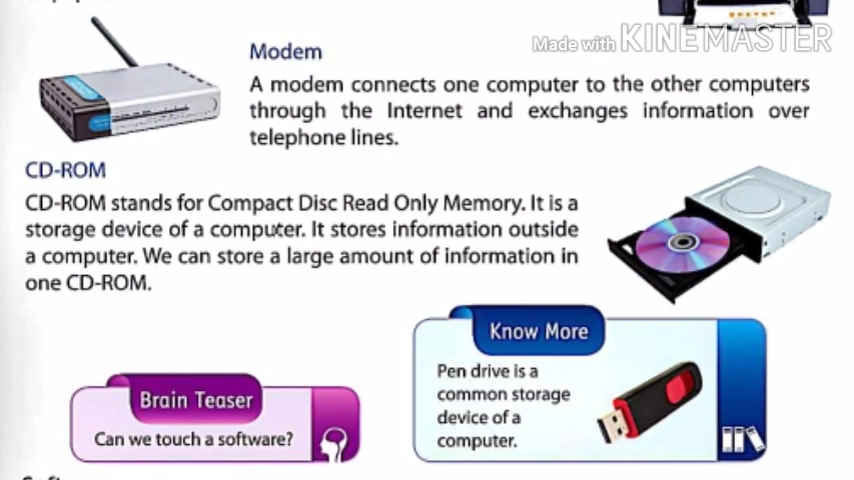 Made with KINEMASTER
Modem
A modem connects one computer to the other computers
through the Internet and exchanges information over
telephone lines.
CD-ROM
CD-ROM stands for Compact Disc Read Only Memory. It is a
storage device of a computer. It stores information outside
a computer. We can store a large amount of information in
one CD-ROM.
Know More
Pen drive is a
common storage
device of a
computer.
Brain Teaser
Can we touch a software?